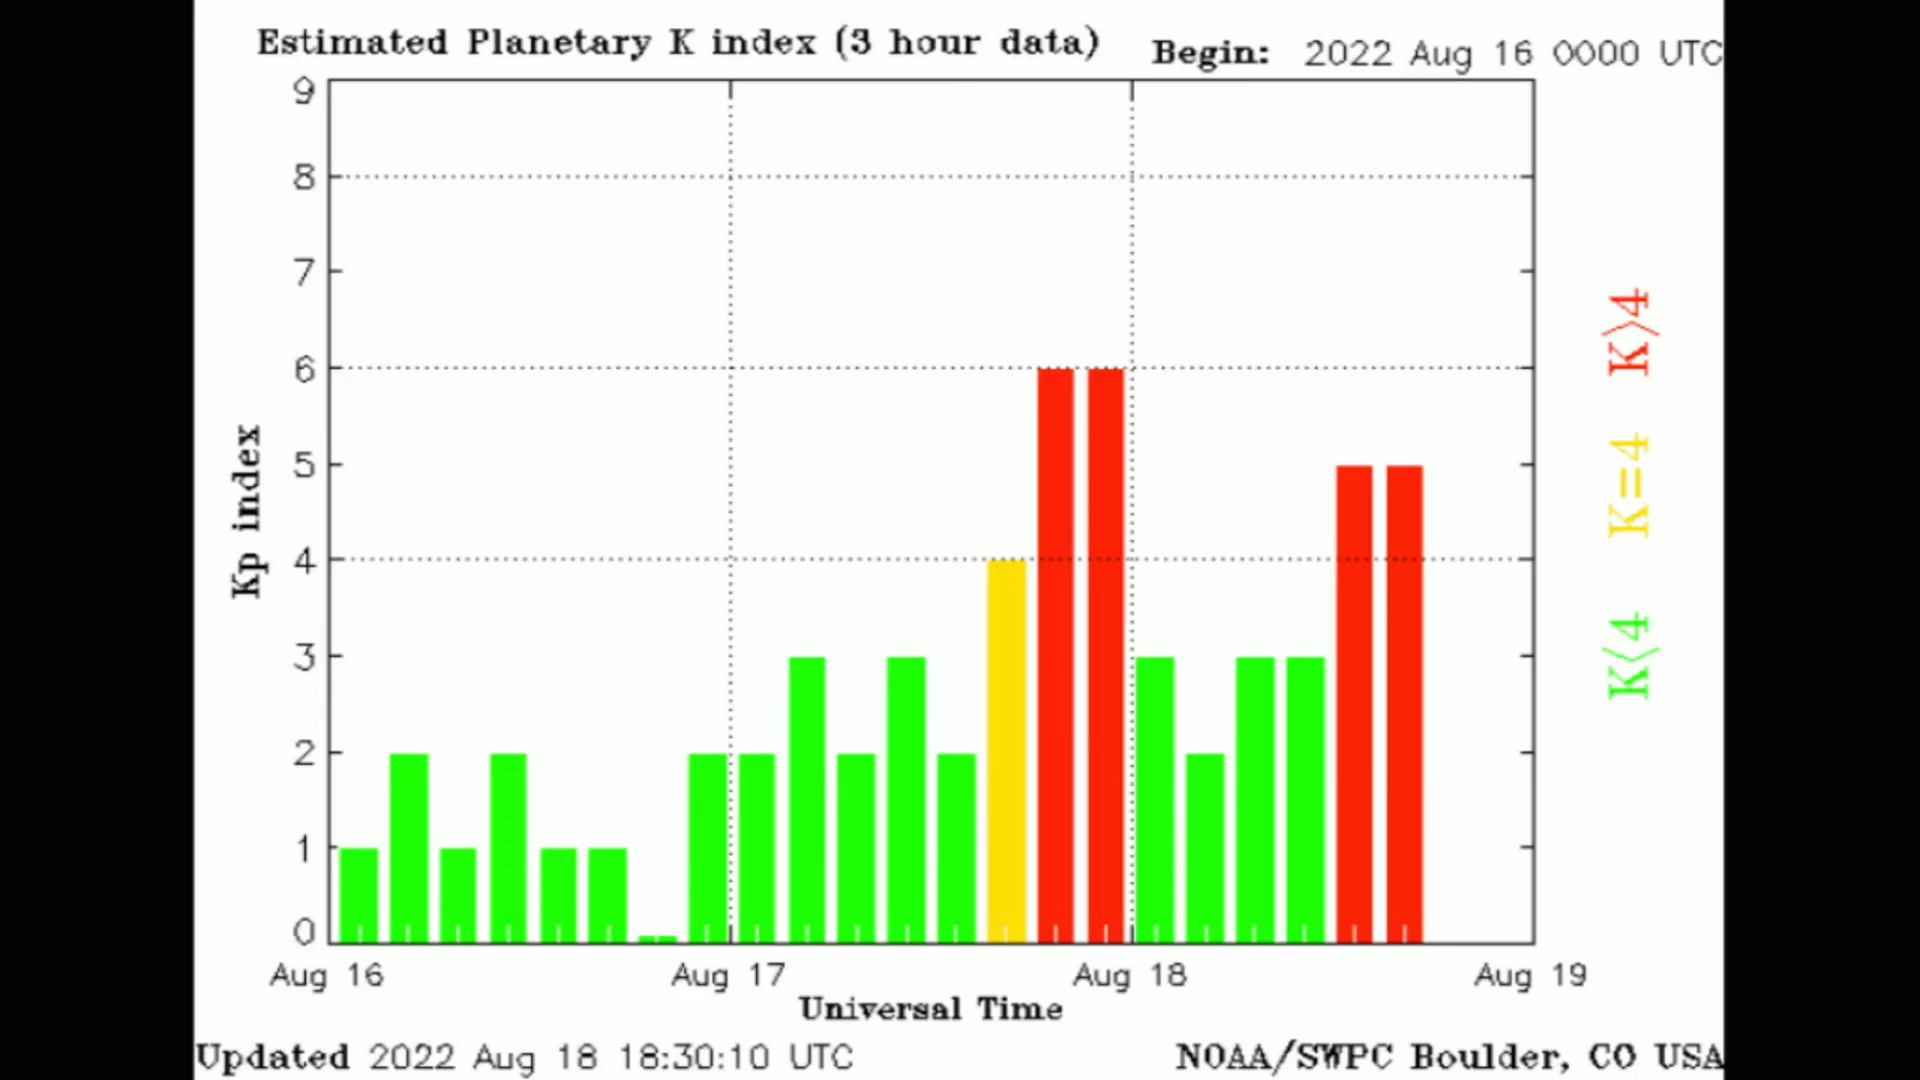 Estimated Planetary K index (3 hour data)
Begin: 2022 Aug 16 0000 UTC
9
8
7
6
5
4
3
2
1
0
Kp index
K>4
K=4
K<4
Aug 16
Aug 17
Aug 18
Aug 19
Universal Time
Updated 2022 Aug 18 18:30:10 UTC
NOAA/SWPC Boulder, CO USA